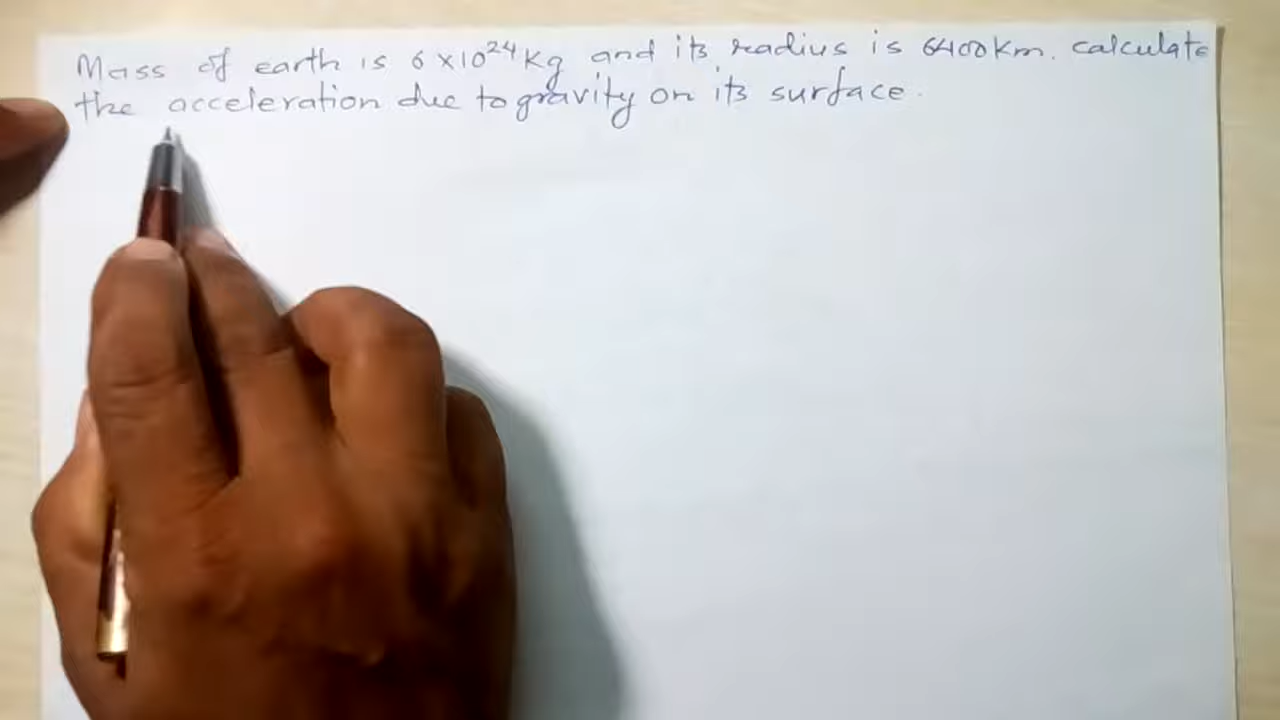 Mass of earth is 6 ×10²⁴ kg and its radius is 6400 km. calculate
the acceleration due to gravity on its surface.